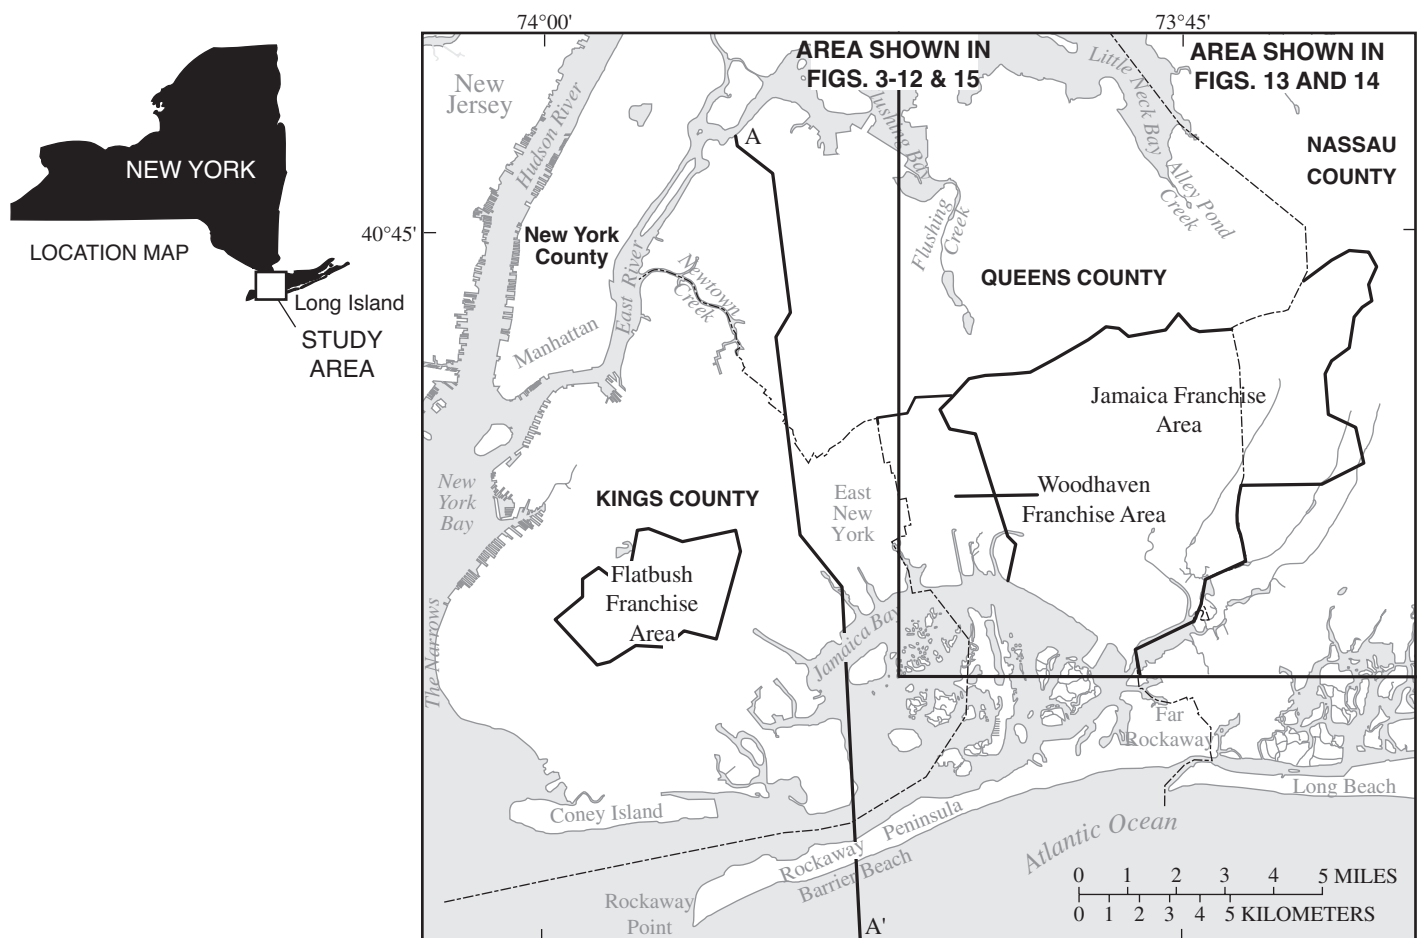 74°00'
73°45'
AREA SHOWN IN
FIGS. 3-12 & 15
AREA SHOWN IN
FIGS. 13 AND 14
New
Jersey
Hudson River
Little Neck Bay
Flushing Bay
A
NASSAU
COUNTY
NEW YORK
Alley Pond
Creek
Flushing
Creek
40°45'
New York
County
LOCATION MAP
East River
Newtown
Creek
QUEENS COUNTY
Long Island
STUDY
AREA
Manhattan
Jamaica Franchise
Area
New
York
Bay
KINGS COUNTY
East
New
York
Woodhaven
Franchise Area
Flatbush
Franchise
Area
The Narrows
Jamaica Bay
Far
Rockaway
Long Beach
Coney Island
Peninsula
Rockaway
Barrier Beach
Atlantic Ocean
Rockaway
Point
0 1 2 3 4 5 MILES
0 1 2 3 4 5 KILOMETERS
A'